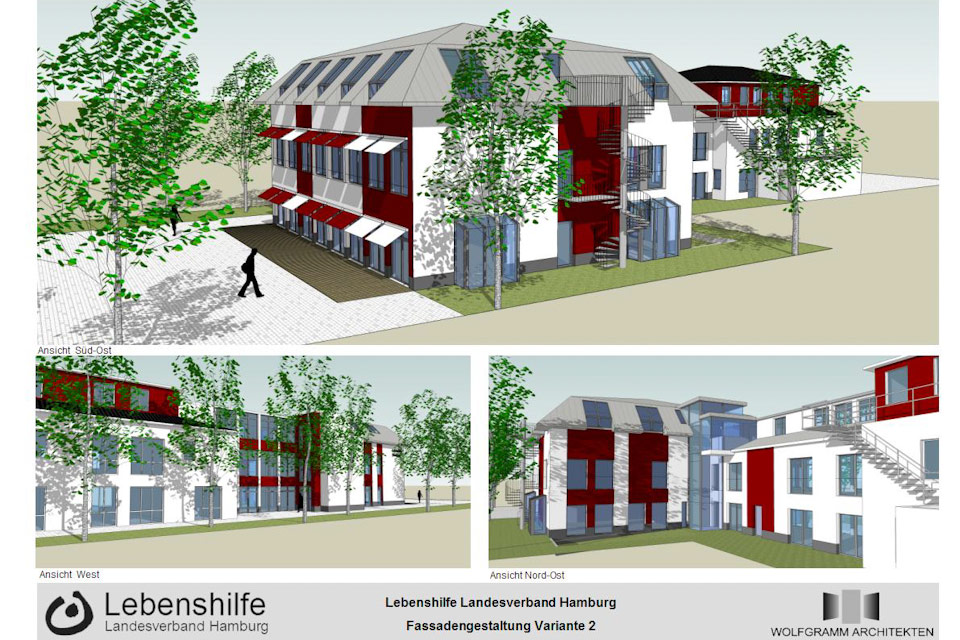 Ansicht Süd-Ost
Ansicht West
Ansicht Nord-Ost
Lebenshilfe
Landesverband Hamburg
Lebenshilfe Landesverband Hamburg
Fassadengestaltung Variante 2
WOLFGRAMM ARCHITEKTEN